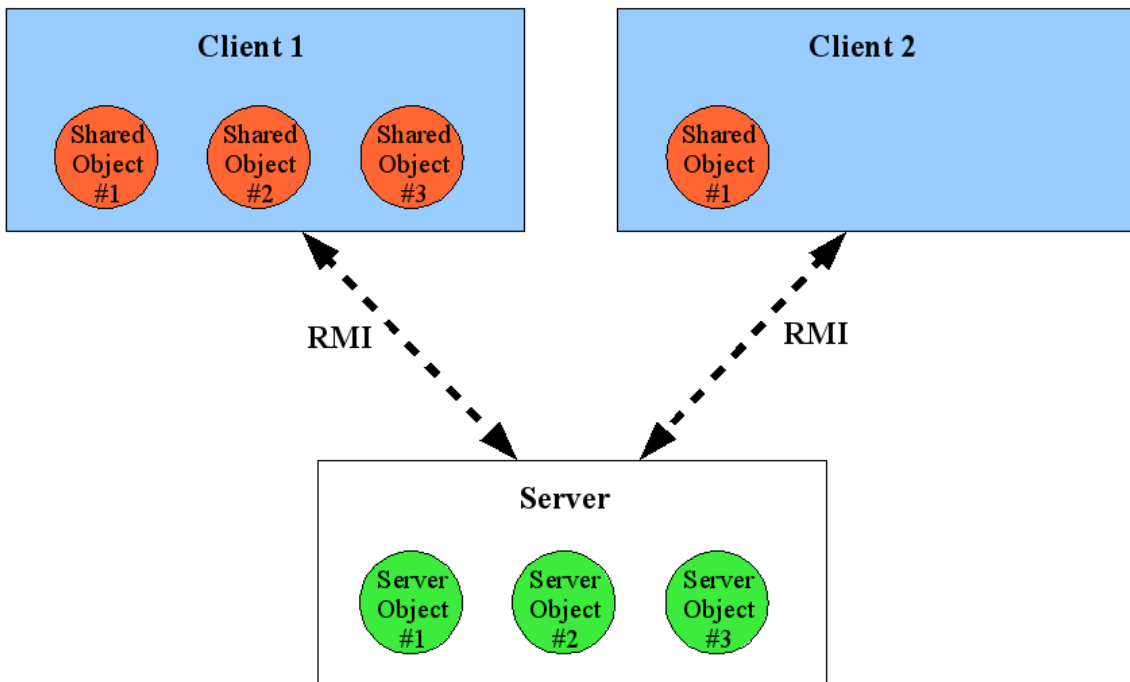 Client 1
Shared
Object
#1
Shared
Object
#2
Shared
Object
#3
Client 2
Shared
Object
#1
RMI
RMI
Server
Server
Object
#1
Server
Object
#2
Server
Object
#3